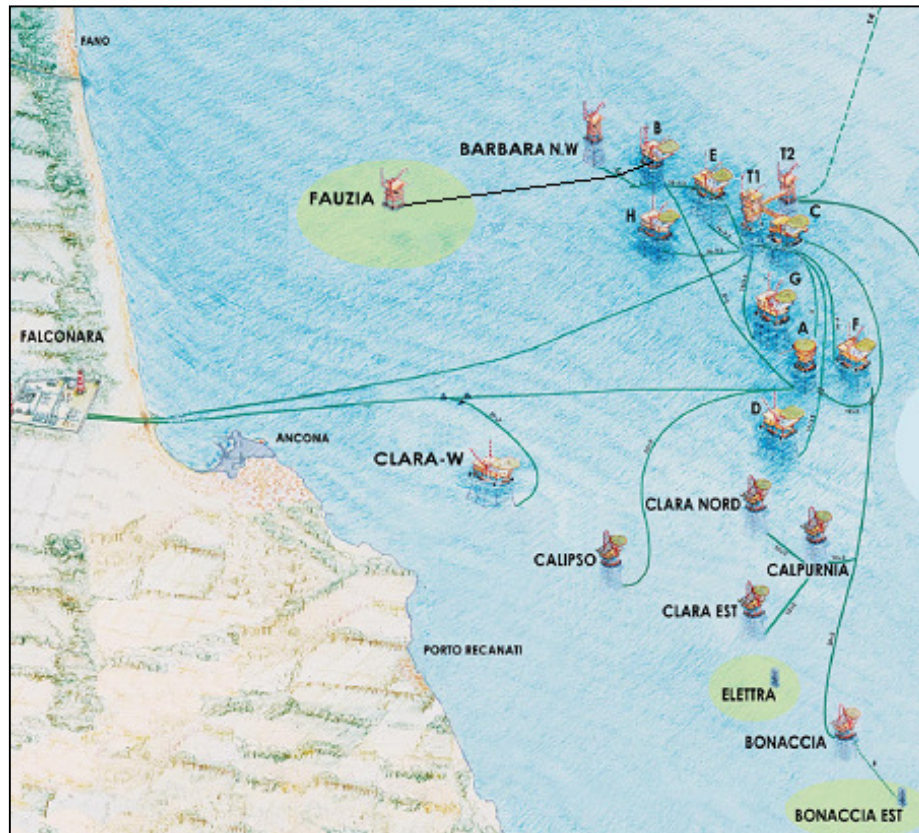 FANO
BARBARA N.W
B
E
T1
T2
FAUZIA
H
C
G
A
F
FALCONARA
D
ANCONA
CLARA-W
CLARA NORD
CALIPSO
CALPURNIA
CLARA EST
PORTO RECANATI
ELETTRA
BONACCIA
BONACCIA EST